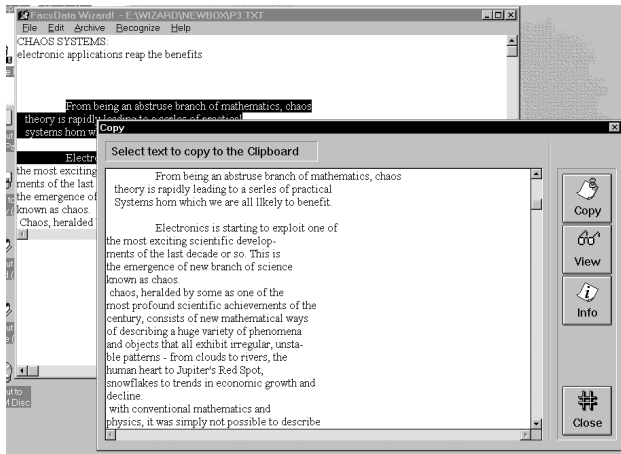 FacsData Wizard! - E:\WIZARD\NEWBOX\P3.TXT
File Edit Archive Recognize Help
CHAOS SYSTEMS:
electronic applications reap the benefits
From being an abstruse branch of mathematics, chaos
theory is rapidly leading to a serles of practical
systems hom w
Electro
the most exciting
ments of the last
the emergence of
known as chaos.
Chaos, heralded
Copy
Select text to copy to the Clipboard
From being an abstruse branch of mathematics, chaos
theory is rapidly leading to a serles of practical
Systems hom which we are all llkely to benefit.
Electronics is starting to exploit one of
the most exciting scientific develop-
ments of the last decade or so. This is
the emergence of new branch of science
known as chaos.
chaos, heralded by some as one of the
most profound scientific achievements of the
century, consists of new mathematical ways
of describing a huge variety of phenomena
and objects that all exhibit irregular, unsta-
ble patterns - from clouds to rivers, the
human heart to Jupiter's Red Spot,
snowflakes to trends in economic growth and
decline.
with conventional mathematics and
physics, it was simply not possible to describe
Copy
View
Info
Close
ut to
M Disc